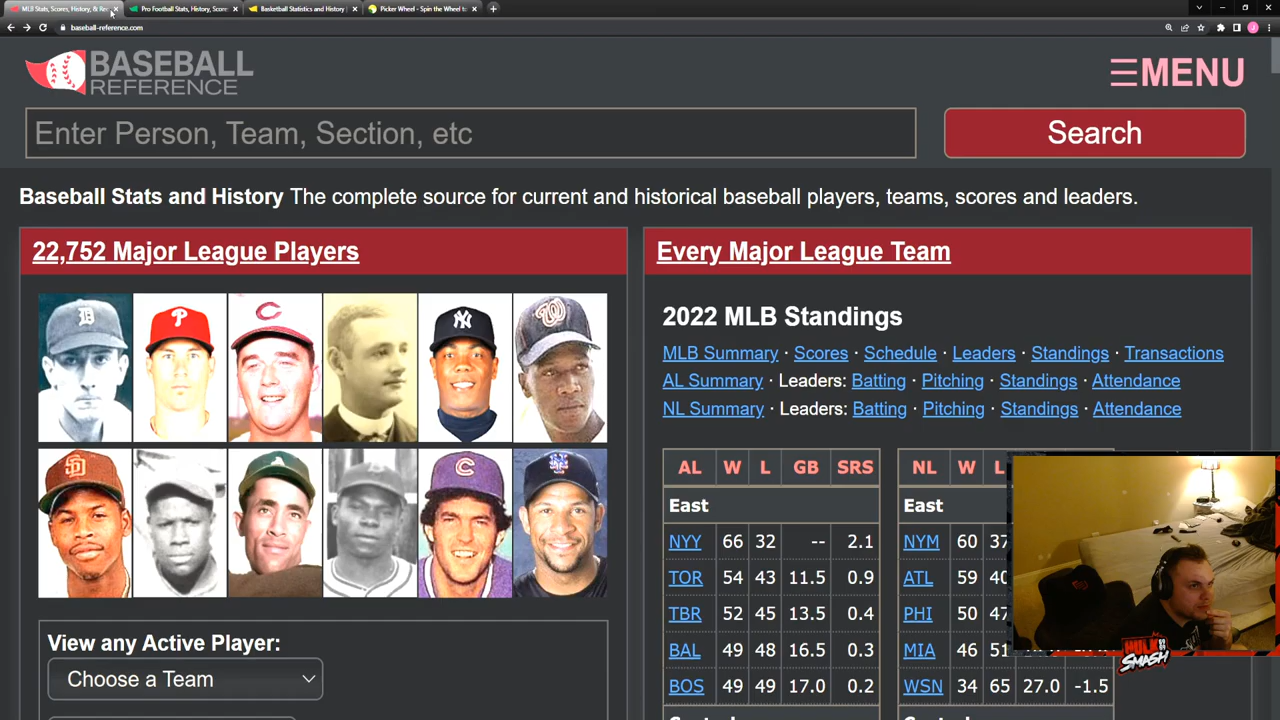 MLB Stats, Scores, History, & Re
Pro Football Stats, History, Score
Basketball Statistics and History
Picker Wheel - Spin the Wheel to
baseball-reference.com
BASEBALL
REFERENCE
MENU
Enter Person, Team, Section, etc
Search
Baseball Stats and History The complete source for current and historical baseball players, teams, scores and leaders.
22,752 Major League Players
View any Active Player:
Choose a Team
Every Major League Team
2022 MLB Standings
MLB Summary · Scores · Schedule · Leaders · Standings · Transactions
AL Summary · Leaders: Batting · Pitching · Standings · Attendance
NL Summary · Leaders: Batting · Pitching · Standings · Attendance
AL W L GB SRS
East
NYY 66 32 -- 2.1
TOR 54 43 11.5 0.9
TBR 52 45 13.5 0.4
BAL 49 48 16.5 0.3
BOS 49 49 17.0 0.2
NL W L
East
NYM 60 37
ATL 59 40
PHI 50 47
MIA 46 51
WSN 34 65 27.0 -1.5
HULK
SMASH